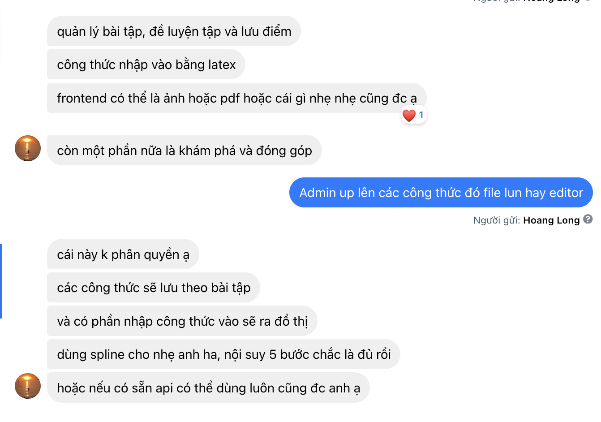 Người gửi: Hoang Long
quản lý bài tập, đề luyện tập và lưu điểm
công thức nhập vào bằng latex
frontend có thể là ảnh hoặc pdf hoặc cái gì nhẹ nhẹ cũng đc ạ
1
còn một phần nữa là khám phá và đóng góp
Admin up lên các công thức đó file lun hay editor
Người gửi: Hoang Long
cái này k phân quyền ạ
các công thức sẽ lưu theo bài tập
và có phần nhập công thức vào sẽ ra đồ thị
dùng spline cho nhẹ anh ha, nội suy 5 bước chắc là đủ rồi
hoặc nếu có sẵn api có thể dùng luôn cũng đc anh ạ